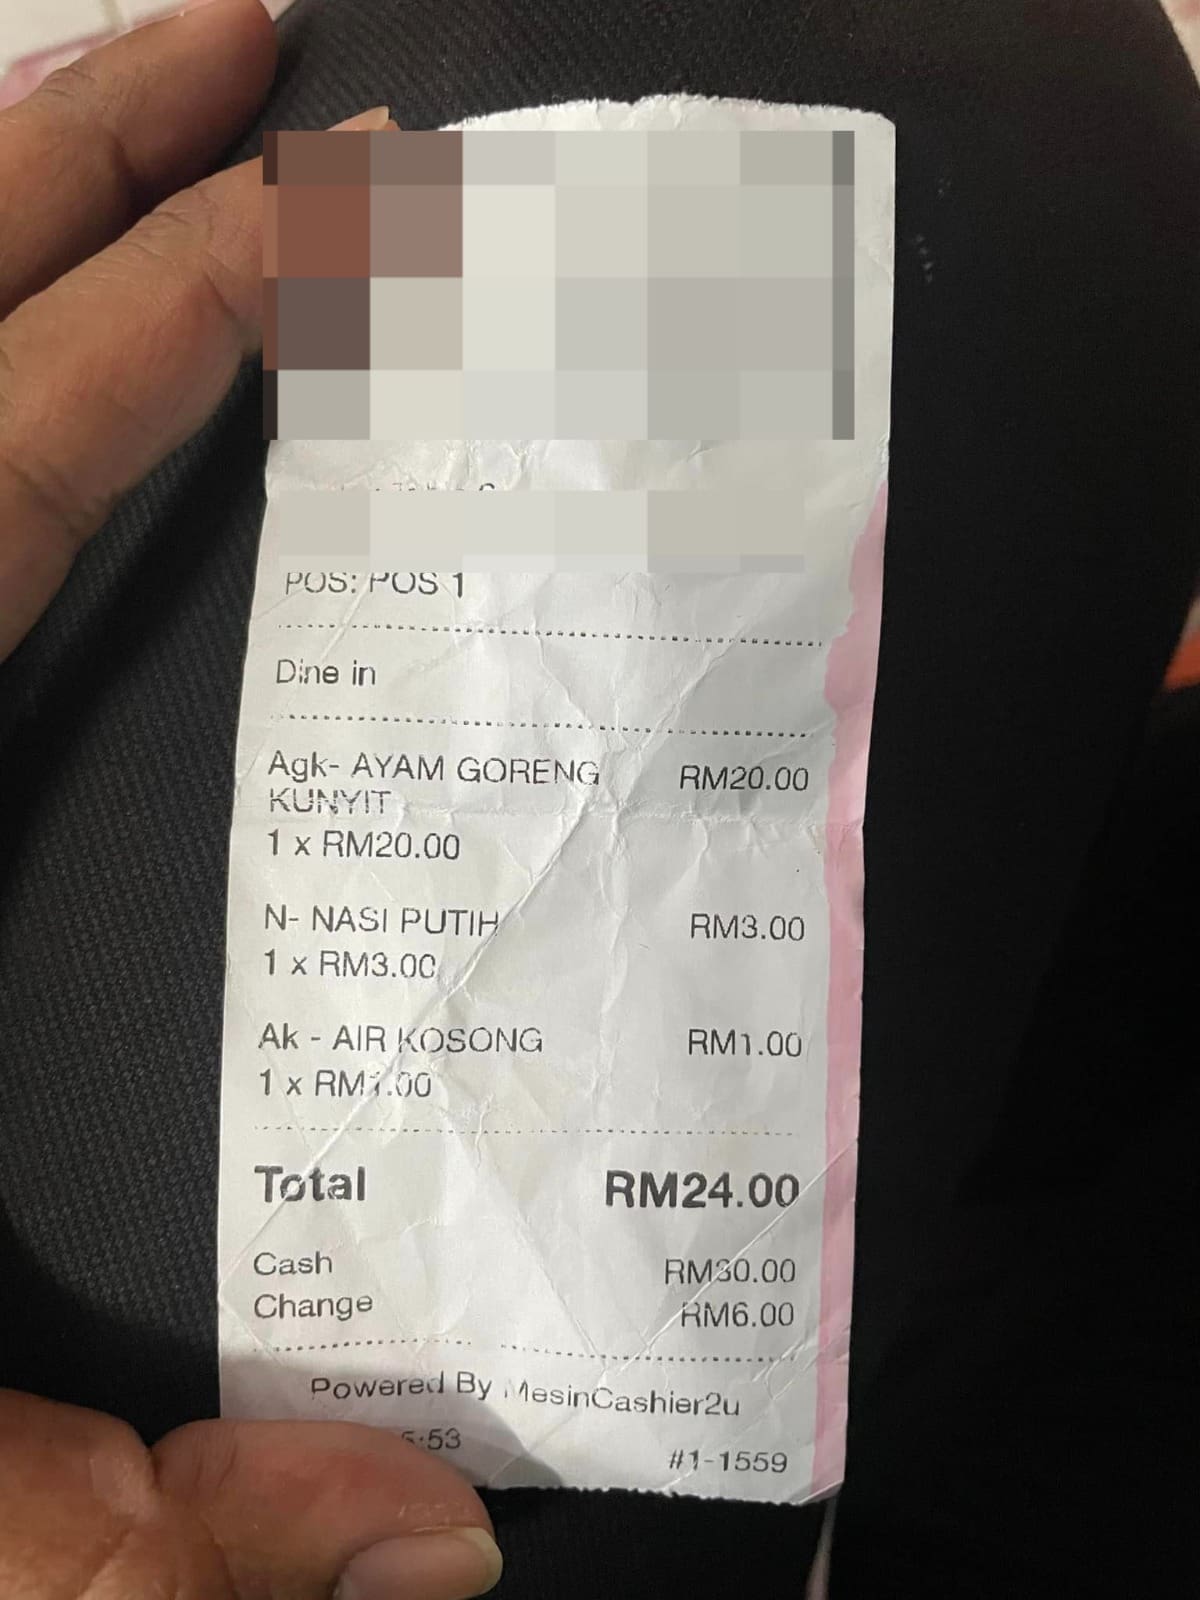 POS: POS 1
Dine in
Agk- AYAM GORENG RM20.00
KUNYIT
1 x RM20.00
N- NASI PUTIH RM3.00
1 x RM3.00
Ak - AIR KOSONG RM1.00
1 x RM1.00
Total RM24.00
Cash RM30.00
Change RM6.00
Powered By MesinCashier2u
5:53
#1-1559